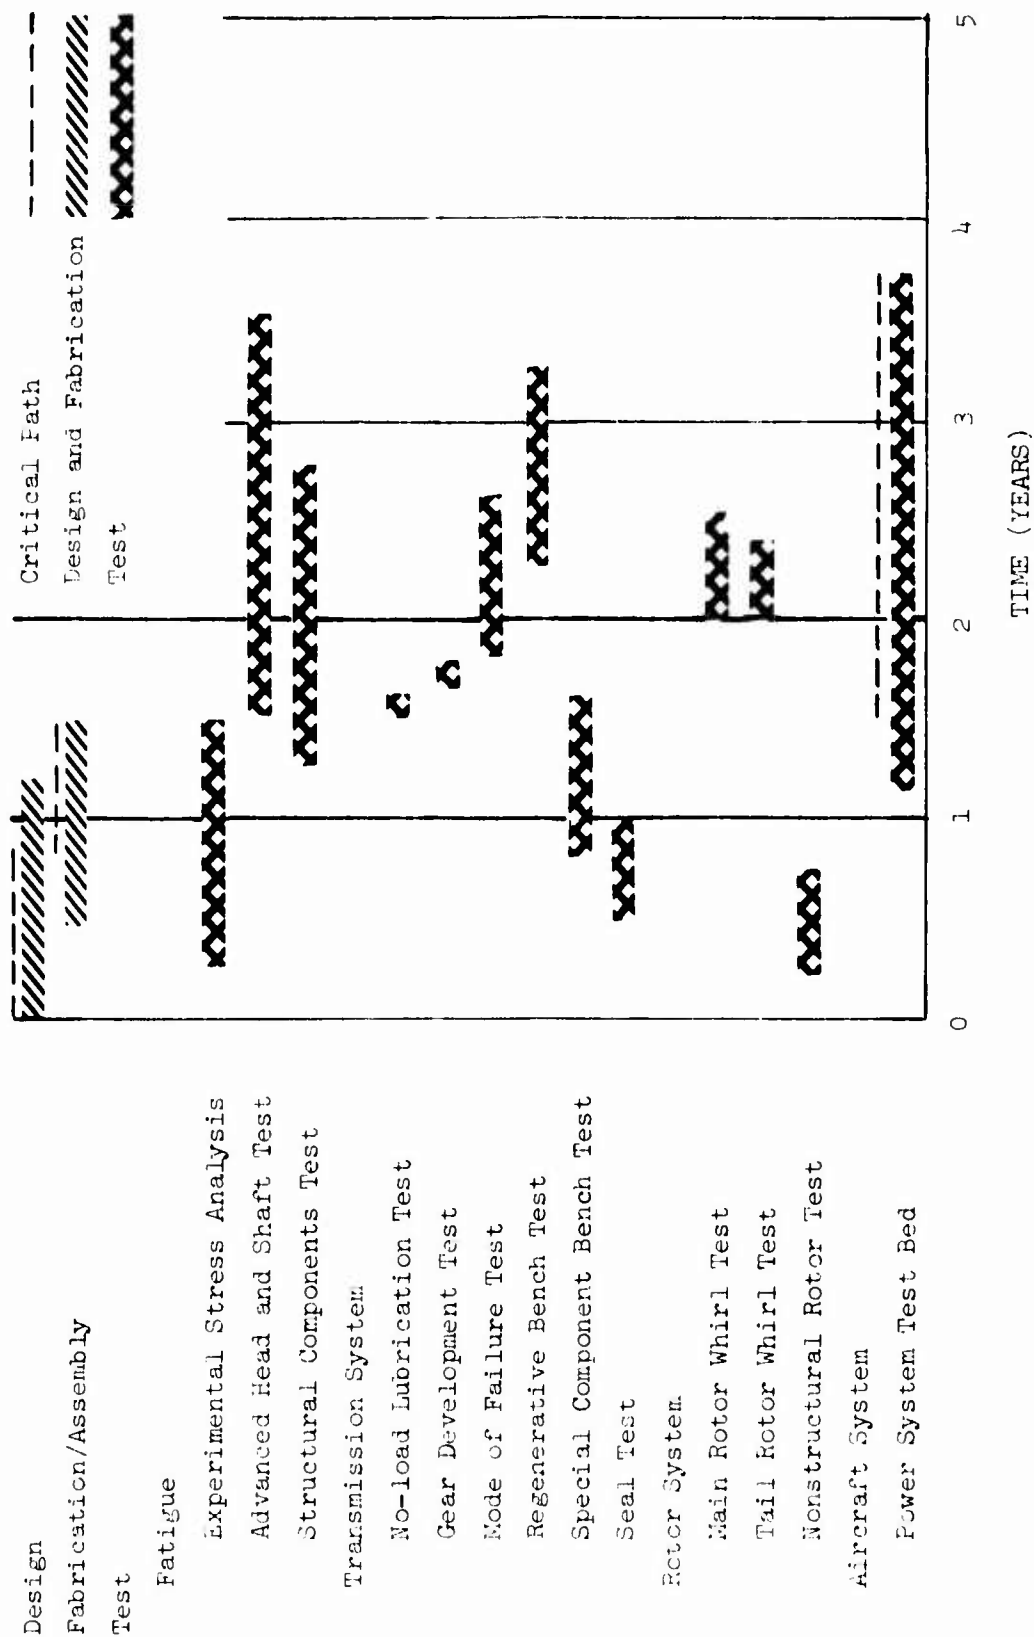 Design
Fabrication/Assembly
Test
Fatigue
Experimental Stress Analysis
Advanced Head and Shaft Test
Structural Components Test
Transmission System
No-load Lubrication Test
Gear Development Test
Mode of Failure Test
Regenerative Bench Test
Special Component Bench Test
Seal Test
Rotor System
Main Rotor Whirl Test
Tail Rotor Whirl Test
Nonstructural Rotor Test
Aircraft System
Power System Test Bed
Critical Path
Design and Fabrication
Test
0 1 2 3 4 5
TIME (YEARS)